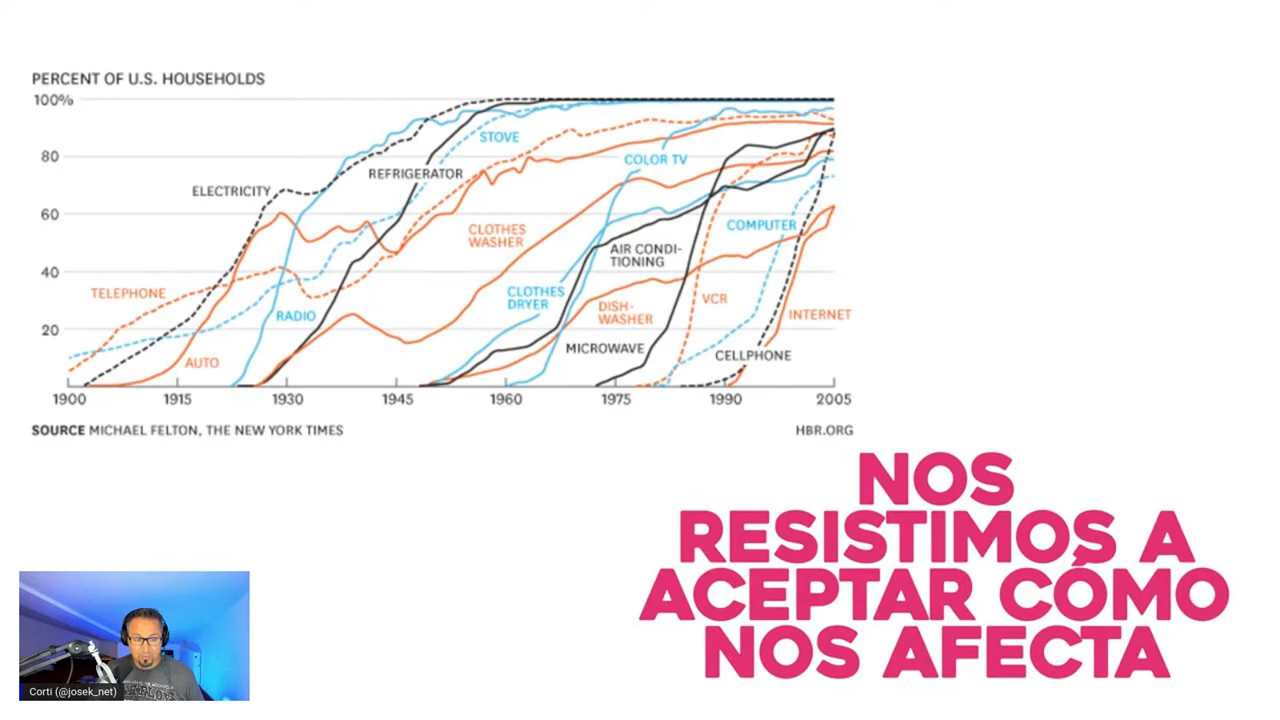 PERCENT OF U.S. HOUSEHOLDS
100%
80
60
40
20
ELECTRICITY
REFRIGERATOR
STOVE
COLOR TV
TELEPHONE
RADIO
AUTO
CLOTHES
WASHER
CLOTHES
DRYER
AIR CONDI-
TIONING
DISH-
WASHER
MICROWAVE
COMPUTER
VCR
CELLPHONE
INTERNET
1900 1915 1930 1945 1960 1975 1990 2005
SOURCE MICHAEL FELTON, THE NEW YORK TIMES
HBR.ORG
NOS
RESISTIMOS A
ACEPTAR CÓMO
NOS AFECTA
Corti (@josek_net)